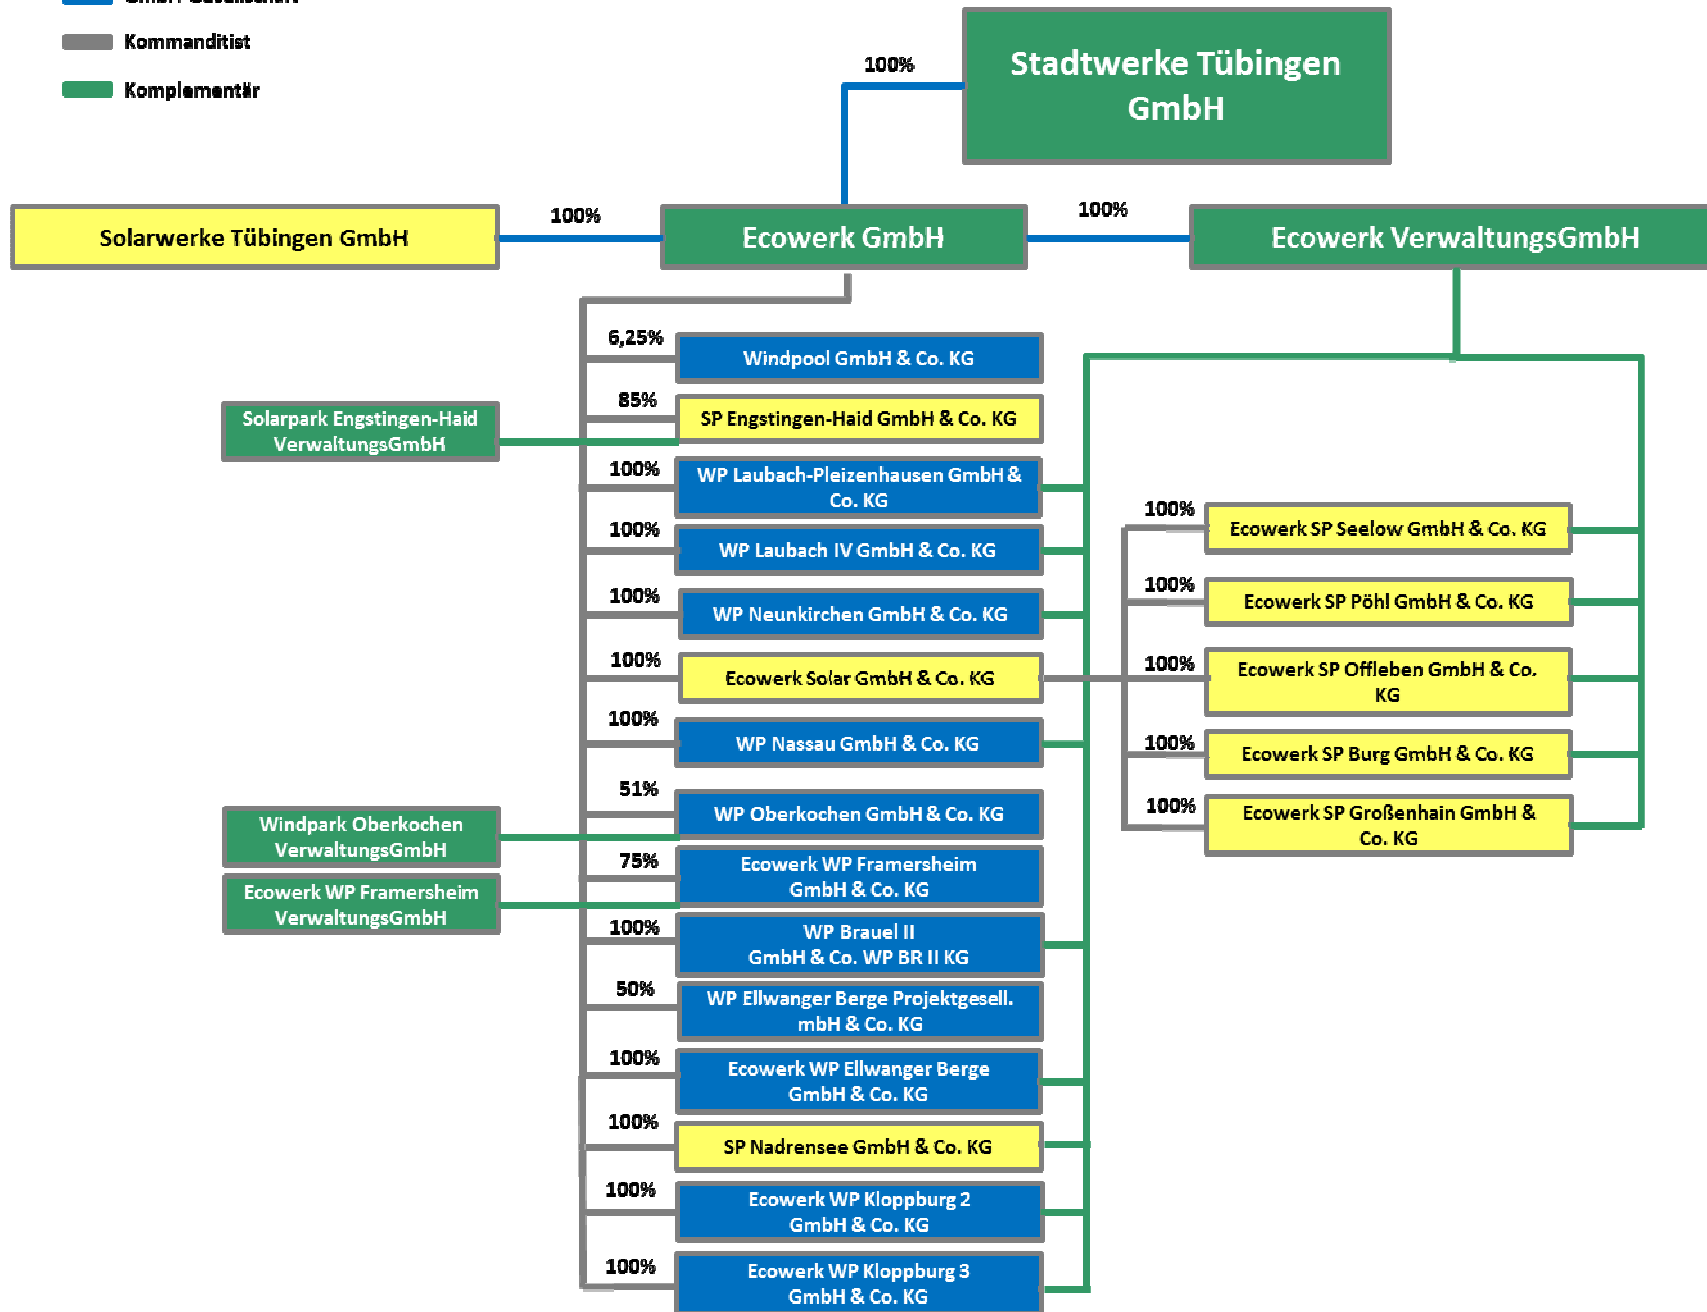 Kommanditist
Komplementär
100%
Stadtwerke Tübingen
GmbH
Solarwerke Tübingen GmbH
100%
Ecowerk GmbH
100%
Ecowerk VerwaltungsGmbH
6,25%
Windpool GmbH & Co. KG
85%
SP Engstingen-Haid GmbH & Co. KG
Solarpark Engstingen-Haid
VerwaltungsGmbH
100%
WP Laubach-Pleizenhausen GmbH &
Co. KG
100%
WP Laubach IV GmbH & Co. KG
100%
WP Neunkirchen GmbH & Co. KG
100%
Ecowerk Solar GmbH & Co. KG
100%
Ecowerk SP Seelow GmbH & Co. KG
100%
Ecowerk SP Pöhl GmbH & Co. KG
100%
Ecowerk SP Offleben GmbH & Co.
KG
100%
Ecowerk SP Burg GmbH & Co. KG
100%
Ecowerk SP Großenhain GmbH &
Co. KG
100%
WP Nassau GmbH & Co. KG
51%
WP Oberkochen GmbH & Co. KG
Windpark Oberkochen
VerwaltungsGmbH
75%
Ecowerk WP Framersheim
GmbH & Co. KG
Ecowerk WP Framersheim
VerwaltungsGmbH
100%
WP Brauel II
GmbH & Co. WP BR II KG
50%
WP Ellwanger Berge Projektgesell.
mbH & Co. KG
100%
Ecowerk WP Ellwanger Berge
GmbH & Co. KG
100%
SP Nadrensee GmbH & Co. KG
100%
Ecowerk WP Kloppburg 2
GmbH & Co. KG
100%
Ecowerk WP Kloppburg 3
GmbH & Co. KG